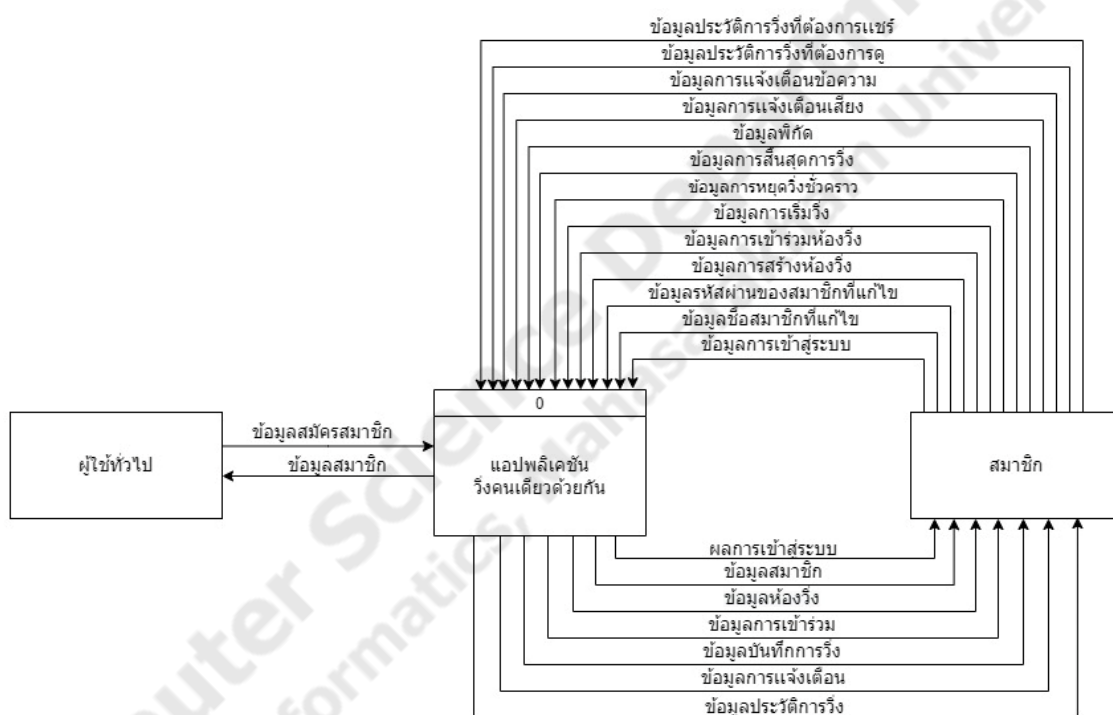 ข้อมูลประวัติการวิ่งที่ต้องการแชร์
ข้อมูลประวัติการวิ่งที่ต้องการดู
ข้อมูลการแจ้งเตือนข้อความ
ข้อมูลการแจ้งเตือนเสียง
ข้อมูลพิกัด
ข้อมูลการสิ้นสุดการวิ่ง
ข้อมูลการหยุดวิ่งชั่วคราว
ข้อมูลการเริ่มวิ่ง
ข้อมูลการเข้าร่วมห้องวิ่ง
ข้อมูลการสร้างห้องวิ่ง
ข้อมูลรหัสผ่านของสมาชิกที่แก้ไข
ข้อมูลชื่อสมาชิกที่แก้ไข
ข้อมูลการเข้าสู่ระบบ
0
ผู้ใช้ทั่วไป
ข้อมูลสมัครสมาชิก
ข้อมูลสมาชิก
แอปพลิเคชัน
วิ่งคนเดียวด้วยกัน
สมาชิก
ผลการเข้าสู่ระบบ
ข้อมูลสมาชิก
ข้อมูลห้องวิ่ง
ข้อมูลการเข้าร่วม
ข้อมูลบันทึกการวิ่ง
ข้อมูลการแจ้งเตือน
ข้อมูลประวัติการวิ่ง